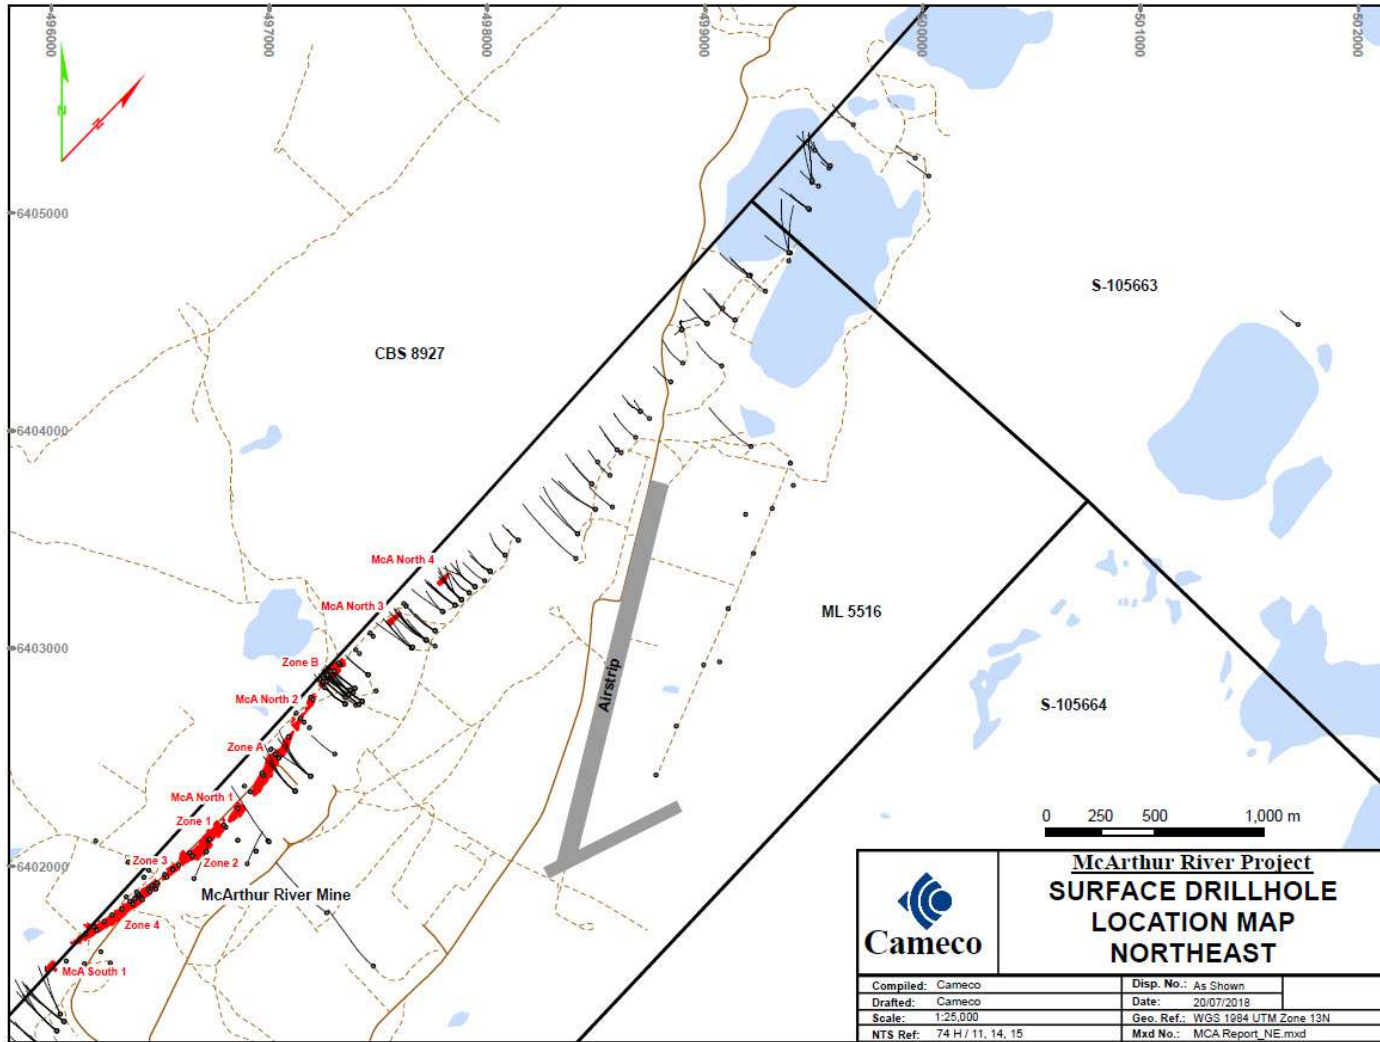 496000
497000
498000
499000
500000
501000
502000
N
N
6405000
S-105663
CBS 8927
6404000
McA North 4
McA North 3
ML 5516
6403000
Zone B
Airstrip
McA North 2
S-105664
Zone A
McA North 1
0 250 500 1,000 m
Zone 1
6402000
Zone 3
Zone 2
McArthur River Mine
Zone 4
McA South 1
Cameco
McArthur River Project
SURFACE DRILLHOLE
LOCATION MAP
NORTHEAST
Compiled: Cameco
Disp. No.: As Shown
Drafted: Cameco
Date: 20/07/2018
Scale: 1:25,000
Geo. Ref.: WGS 1984 UTM Zone 13N
NTS Ref: 74 H / 11, 14, 15
Mxd No.: MCA Report_NE.mxd